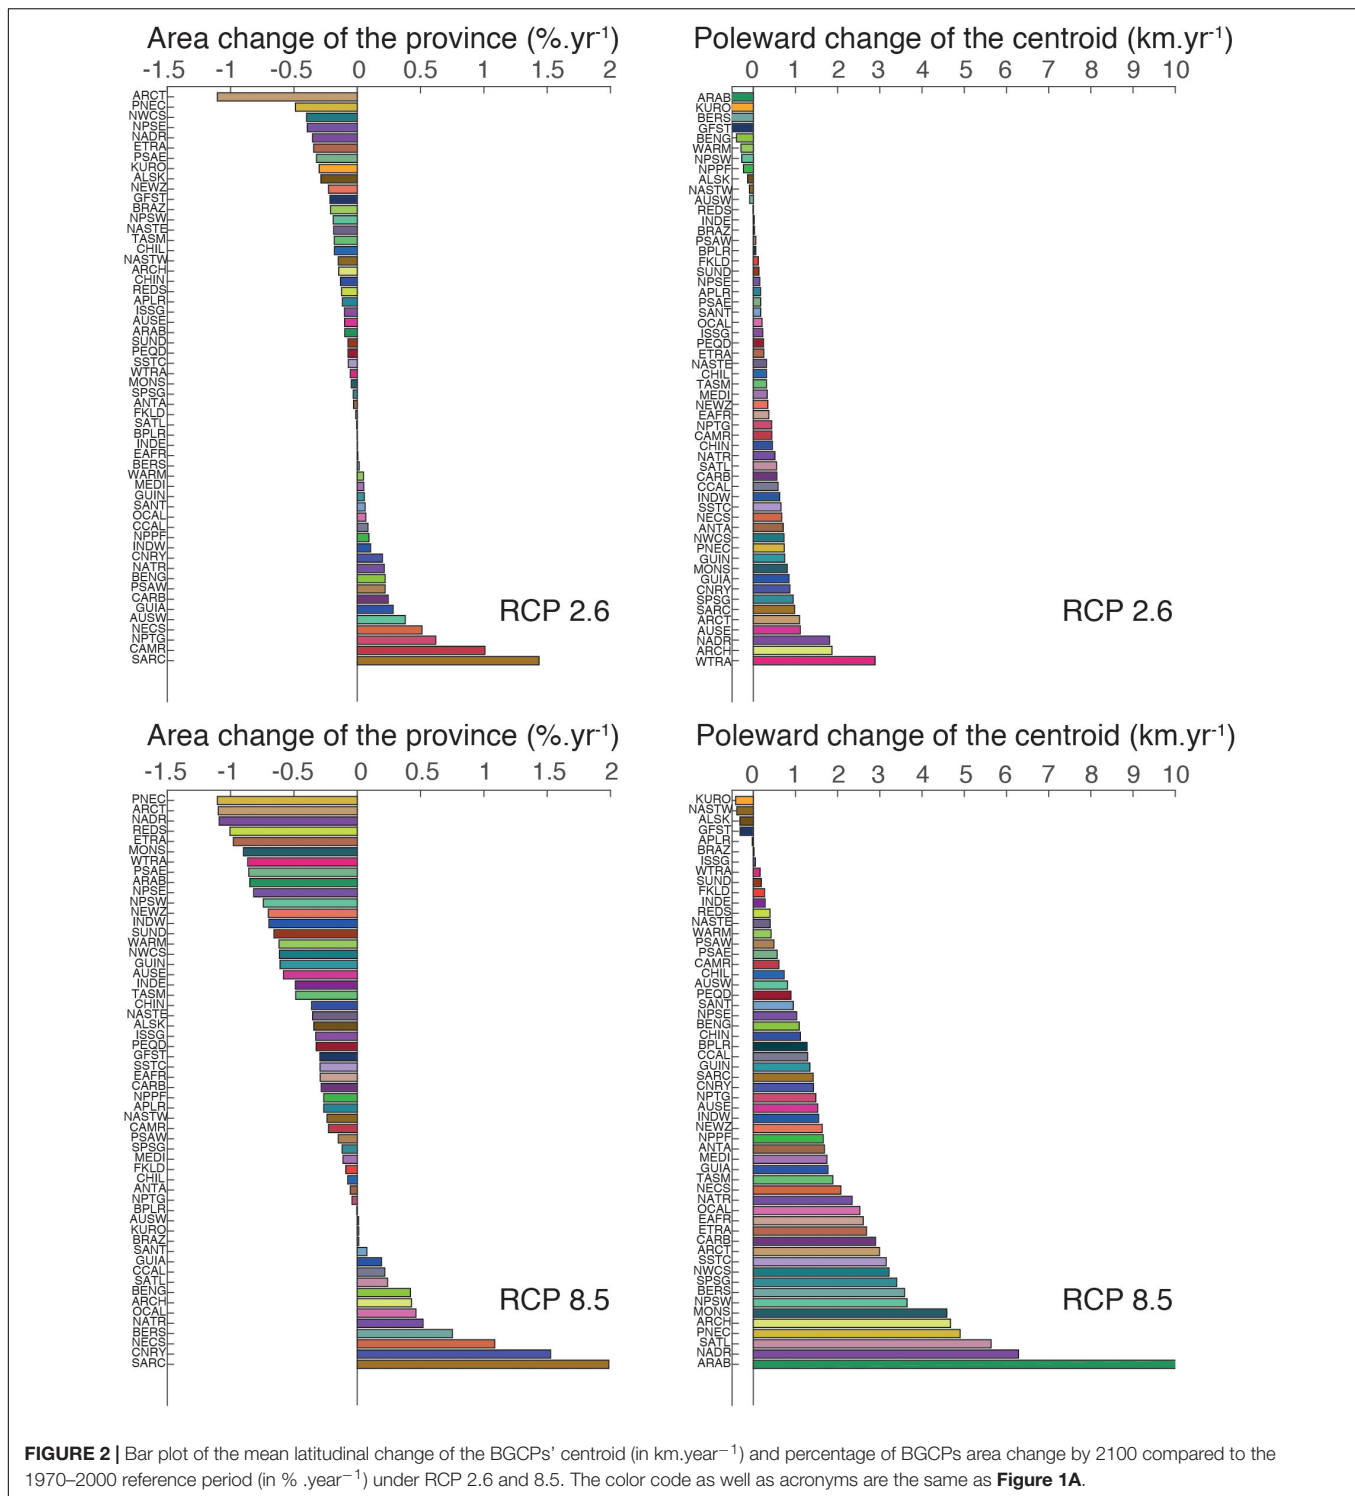 Area change of the province (%.yr-1)
-1.5 -1 -0.5 0 0.5 1 1.5 2
ARCT
PNEC
NWCS
NPSE
NADR
ETRA
PSAE
KURO
ALSK
NEWZ
GFST
BRAZ
NPSW
NASTE
TASM
CHIL
NASTW
ARCH
CHIN
REDS
APLR
ISSG
AUSE
ARAB
SUND
PEQD
SSTC
WTRA
MONS
SPSG
ANTA
FKLD
SATL
BPLR
INDE
EAFR
BERS
WARM
MEDI
GUIN
SANT
OCAL
CCAL
NPPF
INDW
CNRY
NATR
BENG
PSAW
CARB
GUIA
AUSW
NECS
NPTG
CAMR
SARC
RCP 2.6
Poleward change of the centroid (km.yr-1)
0 1 2 3 4 5 6 7 8 9 10
ARAB
KURO
BERS
GFST
BENG
WARM
NPSW
NPPF
ALSK
NASTW
AUSW
REDS
INDE
BRAZ
PSAW
BPLR
FKLD
SUND
NPSE
APLR
PSAE
SANT
OCAL
ISSG
PEQD
ETRA
NASTE
CHIL
TASM
MEDI
NEWZ
EAFR
NPTG
CAMR
CHIN
NATR
SATL
CARB
CCAL
INDW
SSTC
NECS
ANTA
NWCS
PNEC
GUIN
MONS
GUIA
CNRY
SPSG
SARC
ARCT
AUSE
NADR
ARCH
WTRA
RCP 2.6
Area change of the province (%.yr-1)
-1.5 -1 -0.5 0 0.5 1 1.5 2
PNEC
ARCT
NADR
REDS
ETRA
MONS
WTRA
PSAE
ARAB
NPSE
NPSW
NEWZ
INDW
SUND
WARM
NWCS
GUIN
AUSE
INDE
TASM
CHIN
NASTE
ALSK
ISSG
PEQD
GFST
SSTC
EAFR
CARB
NPPF
APLR
NASTW
CAMR
PSAW
SPSG
MEDI
FKLD
CHIL
ANTA
NPTG
BPLR
AUSW
KURO
BRAZ
SANT
GUIA
CCAL
SATL
BENG
ARCH
OCAL
NATR
BERS
NECS
CNRY
SARC
RCP 8.5
Poleward change of the centroid (km.yr-1)
0 1 2 3 4 5 6 7 8 9 10
KURO
NASTW
ALSK
GFST
APLR
BRAZ
ISSG
WTRA
SUND
FKLD
INDE
REDS
NASTE
WARM
PSAW
PSAE
CAMR
CHIL
AUSW
PEQD
SANT
NPSE
BENG
CHIN
BPLR
CCAL
GUIN
SARC
CNRY
NPTG
AUSE
INDW
NEWZ
NPPF
ANTA
MEDI
GUIA
TASM
NECS
NATR
OCAL
EAFR
ETRA
CARB
ARCT
SSTC
NWCS
SPSG
BERS
NPSW
MONS
ARCH
PNEC
SATL
NADR
ARAB
RCP 8.5
FIGURE 2 | Bar plot of the mean latitudinal change of the BGCPs' centroid (in km.year−1) and percentage of BGCPs area change by 2100 compared to the
1970–2000 reference period (in % .year−1) under RCP 2.6 and 8.5. The color code as well as acronyms are the same as Figure 1A.